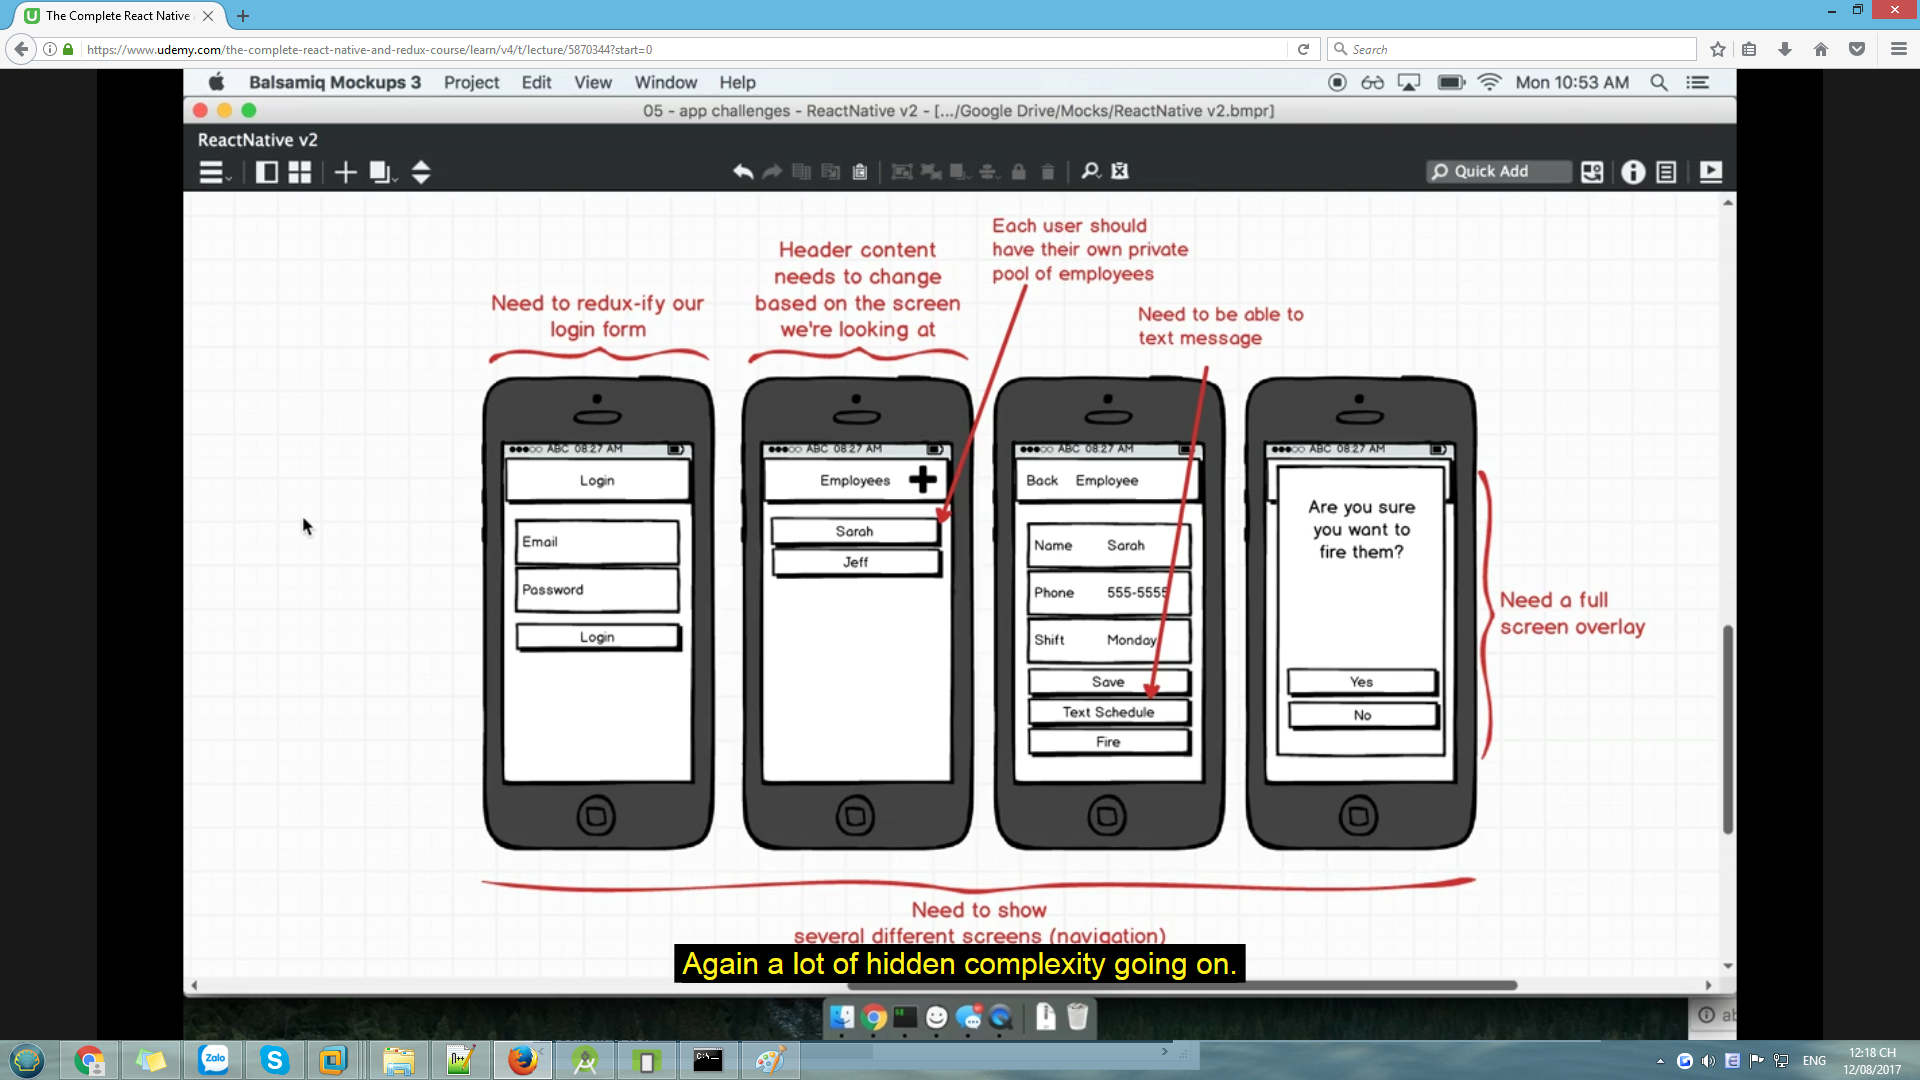 The Complete React Native
https://www.udemy.com/the-complete-react-native-and-redux-course/learn/v4/t/lecture/5870344?start=0
Search
Balsamiq Mockups 3 Project Edit View Window Help
Mon 10:53 AM
05 - app challenges - ReactNative v2 - [.../Google Drive/Mocks/ReactNative v2.bmpr]
ReactNative v2
Quick Add
Need to redux-ify our
login form
Header content
needs to change
based on the screen
we're looking at
Each user should
have their own private
pool of employees
Need to be able to
text message
ABC 08:27 AM
Login
Email
Password
Login
ABC 08:27 AM
Employees
Sarah
Jeff
ABC 08:27 AM
Back Employee
Name Sarah
Phone 555-5555
Shift Monday
Save
Text Schedule
Fire
ABC 08:27 AM
Are you sure
you want to
fire them?
Yes
No
Need a full
screen overlay
Need to show
several different screens (navigation)
Again a lot of hidden complexity going on.
Zalo
ENG
12:18 CH
12/08/2017